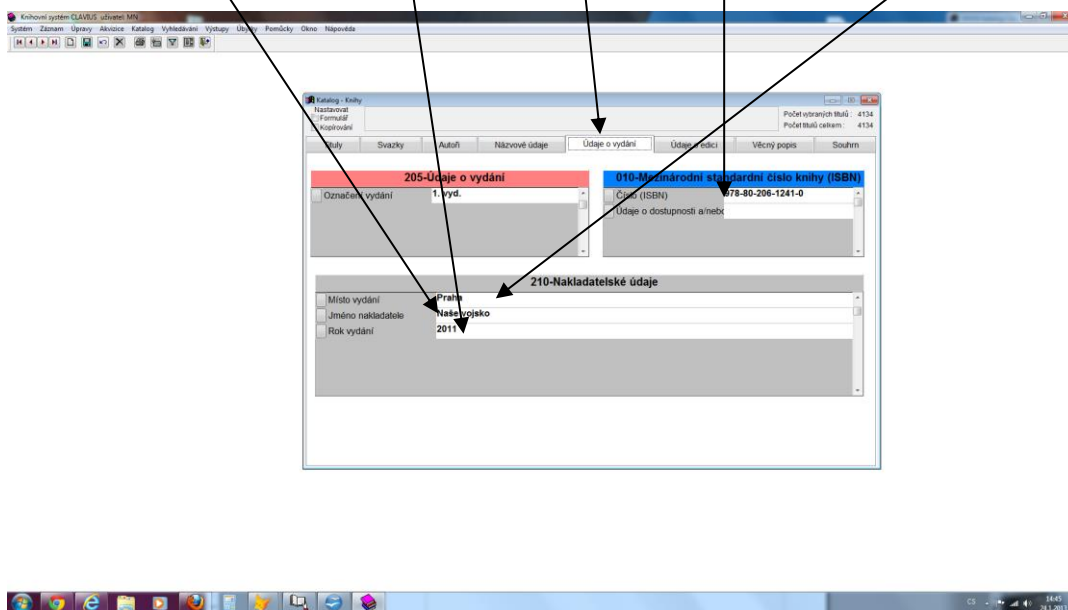 Knihovní systém CLAVIUS uživatel: MN
Systém Záznam Úpravy Akvizice Katalog Vyhledávání Výstupy Úbytky Pomůcky Okno Nápověda
Katalog - Knihy
Nastavovat
Formulář
Kopírování
Počet vybraných titulů : 4134
Počet titulů celkem : 4134
Tituly Svazky Autoři Názvové údaje Údaje o vydání Údaje o edici Věcný popis Souhrn
205-Údaje o vydání
Označení vydání 1. vyd.
010-Mezinárodní standardní číslo knihy (ISBN)
Číslo (ISBN) 978-80-206-1241-0
Údaje o dostupnosti a/nebo
210-Nakladatelské údaje
Místo vydání Praha
Jméno nakladatele Naše vojsko
Rok vydání 2011
CS 14:45
24.1.2013